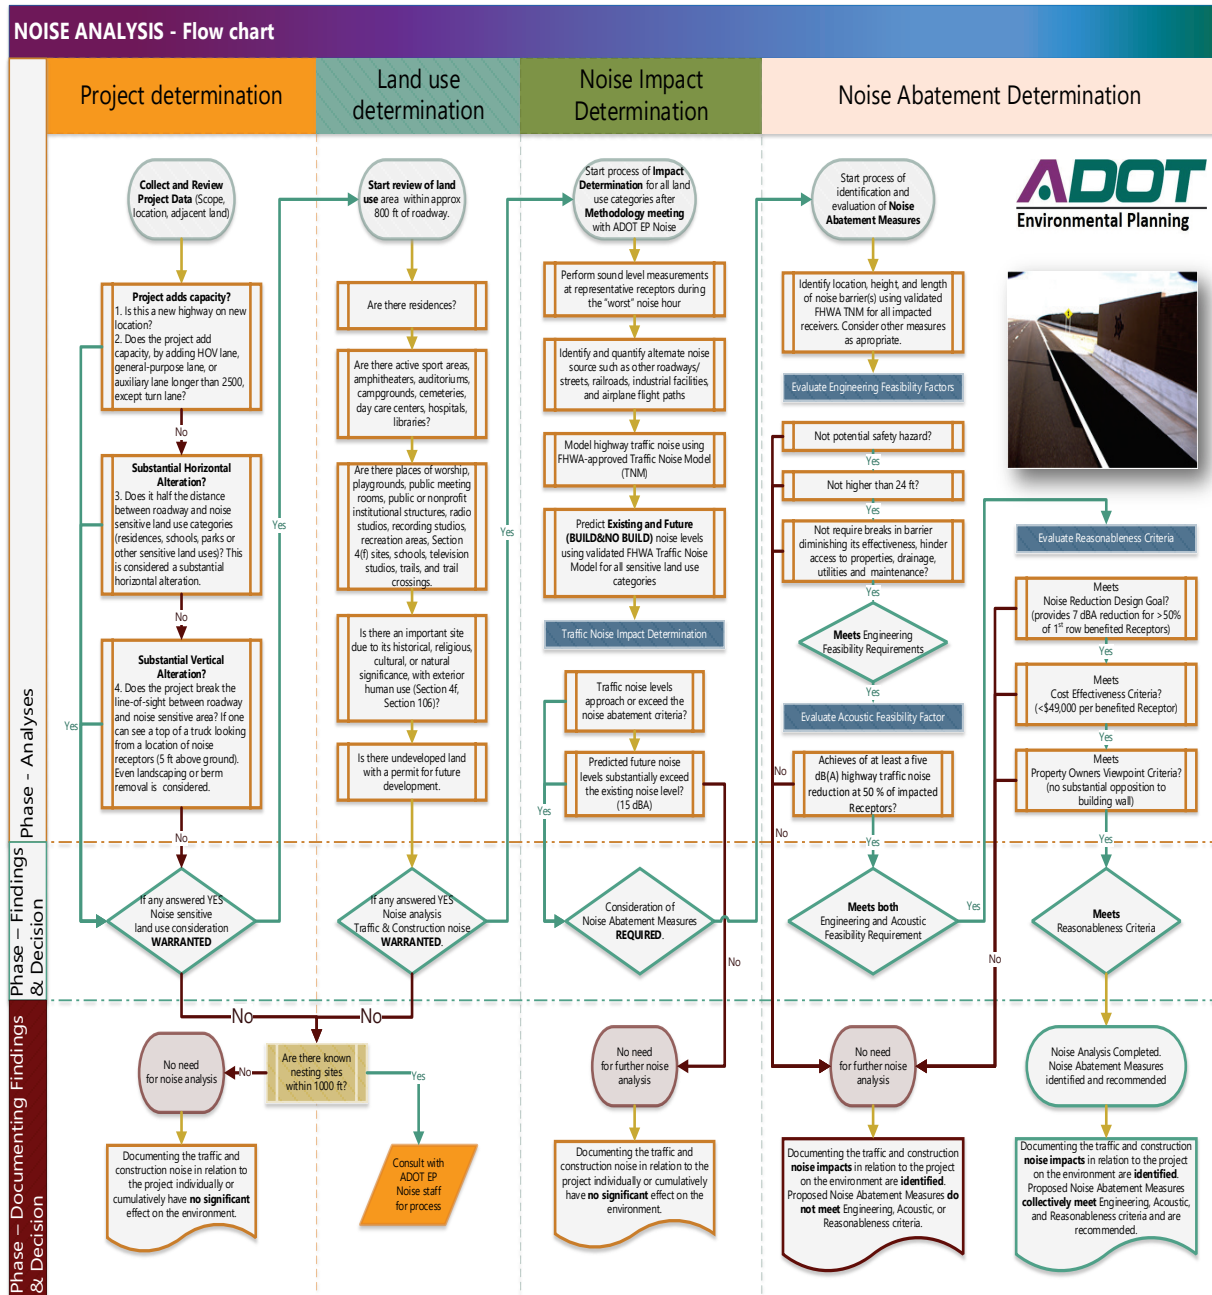 NOISE ANALYSIS - Flow chart
Project determination
Land use
determination
Noise Impact
Determination
Noise Abatement Determination
Phase - Analyses
Phase – Findings
& Decision
Phase – Documenting Findings
& Decision
Collect and Review
Project Data (Scope,
location, adjacent land)
Project adds capacity?
1. Is this a new highway on new
location?
2. Does the project add
capacity, by adding HOV lane,
general-purpose lane, or
auxiliary lane longer than 2500,
except turn lane?
No
Substantial Horizontal
Alteration?
3. Does it half the distance
between roadway and noise
sensitive land use categories
(residences, schools, parks or
other sensitive land uses)? This
is considered a substantial
horizontal alteration.
No
Substantial Vertical
Alteration?
4. Does the project break the
line-of-sight between roadway
and noise sensitive area? If one
can see a top of a truck looking
from a location of noise
receptors (5 ft above ground).
Even landscaping or berm
removal is considered.
Yes
No
If any answered YES
Noise sensitive
land use consideration
WARRANTED
Yes
No
No need
for noise analysis
No
Are there known
nesting sites
within 1000 ft?
Yes
Documenting the traffic and
construction noise in relation to
the project individually or
cumulatively have no significant
effect on the environment.
Start review of land
use area within approx
800 ft of roadway.
Are there residences?
Are there active sport areas,
amphitheaters, auditoriums,
campgrounds, cemeteries,
day care centers, hospitals,
libraries?
Are there places of worship,
playgrounds, public meeting
rooms, public or nonprofit
institutional structures, radio
studios, recording studios,
recreation areas, Section
4(f) sites, schools, television
studios, trails, and trail
crossings.
Is there an important site
due to its historical, religious,
cultural, or natural
significance, with exterior
human use (Section 4f,
Section 106)?
Is there undeveloped land
with a permit for future
development.
If any answered YES
Noise analysis
Traffic & Construction noise
WARRANTED.
Yes
No
Consult with
ADOT EP
Noise staff
for process
Start process of Impact
Determination for all land
use categories after
Methodology meeting
with ADOT EP Noise
Perform sound level measurements
at representative receptors during
the "worst" noise hour
Identify and quantify alternate noise
source such as other roadways/
streets, railroads, industrial facilities,
and airplane flight paths
Model highway traffic noise using
FHWA-approved Traffic Noise Model
(TNM)
Predict Existing and Future
(BUILD&NO BUILD) noise levels
using validated FHWA Traffic Noise
Model for all sensitive land use
categories
Traffic Noise Impact Determination
Traffic noise levels
approach or exceed the
noise abatement criteria?
Predicted future noise
levels substantially exceed
the existing noise level?
(15 dBA)
Yes
Consideration of
Noise Abatement Measures
REQUIRED.
No
No need
for further noise
analysis
Documenting the traffic and
construction noise in relation to the
project individually or cumulatively
have no significant effect on the
environment.
Start process of
identification and
evaluation of Noise
Abatement Measures
Identify location, height, and length
of noise barrier(s) using validated
FHWA TNM for all impacted
receivers. Consider other measures
as apropriate.
Evaluate Engineering Feasibility Factors
Not potential safety hazard?
Yes
Not higher than 24 ft?
Yes
Not require breaks in barrier
diminishing its effectiveness, hinder
access to properties, drainage,
utilities and maintenance?
Yes
Meets Engineering
Feasibility Requirements
Yes
Evaluate Acoustic Feasibility Factor
Achieves of at least a five
dB(A) highway traffic noise
reduction at 50 % of impacted
Receptors?
No
No
Yes
Meets both
Engineering and Acoustic
Feasibility Requirement
Yes
No need
for further noise
analysis
Documenting the traffic and construction
noise impacts in relation to the project
on the environment are identified.
Proposed Noise Abatement Measures do
not meet Engineering, Acoustic, or
Reasonableness criteria.
ADOT
Environmental Planning
Yes
Evaluate Reasonableness Criteria
Meets
Noise Reduction Design Goal?
(provides 7 dBA reduction for >50%
of 1st row benefited Receptors)
Yes
Meets
Cost Effectiveness Criteria?
(<$49,000 per benefited Receptor)
Yes
Meets
Property Owners Viewpoint Criteria?
(no substantial opposition to
building wall)
Yes
No
Meets
Reasonableness Criteria
Noise Analysis Completed.
Noise Abatement Measures
identified and recommended
Documenting the traffic and construction
noise impacts in relation to the project
on the environment are identified.
Proposed Noise Abatement Measures
collectively meet Engineering, Acoustic,
and Reasonableness criteria and are
recommended.